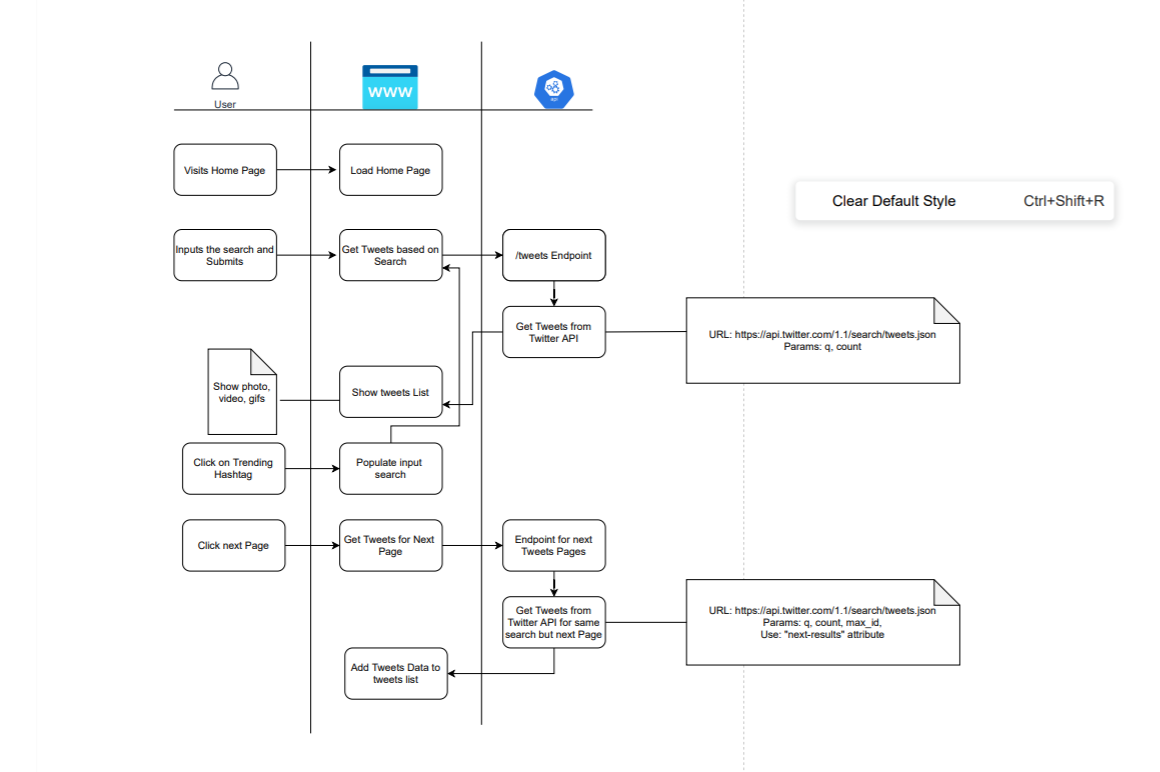 User
WWW
Visits Home Page
Load Home Page
Clear Default Style
Ctrl+Shift+R
Inputs the search and
Submits
Get Tweets based on
Search
/tweets Endpoint
Get Tweets from
Twitter API
URL: https://api.twitter.com/1.1/search/tweets.json
Params: q, count
Show photo,
video, gifs
Show tweets List
Click on Trending
Hashtag
Populate input
search
Click next Page
Get Tweets for Next
Page
Endpoint for next
Tweets Pages
Get Tweets from
Twitter API for same
search but next Page
URL: https://api.twitter.com/1.1/search/tweets.json
Params: q, count, max_id,
Use: "next-results" attribute
Add Tweets Data to
tweets list